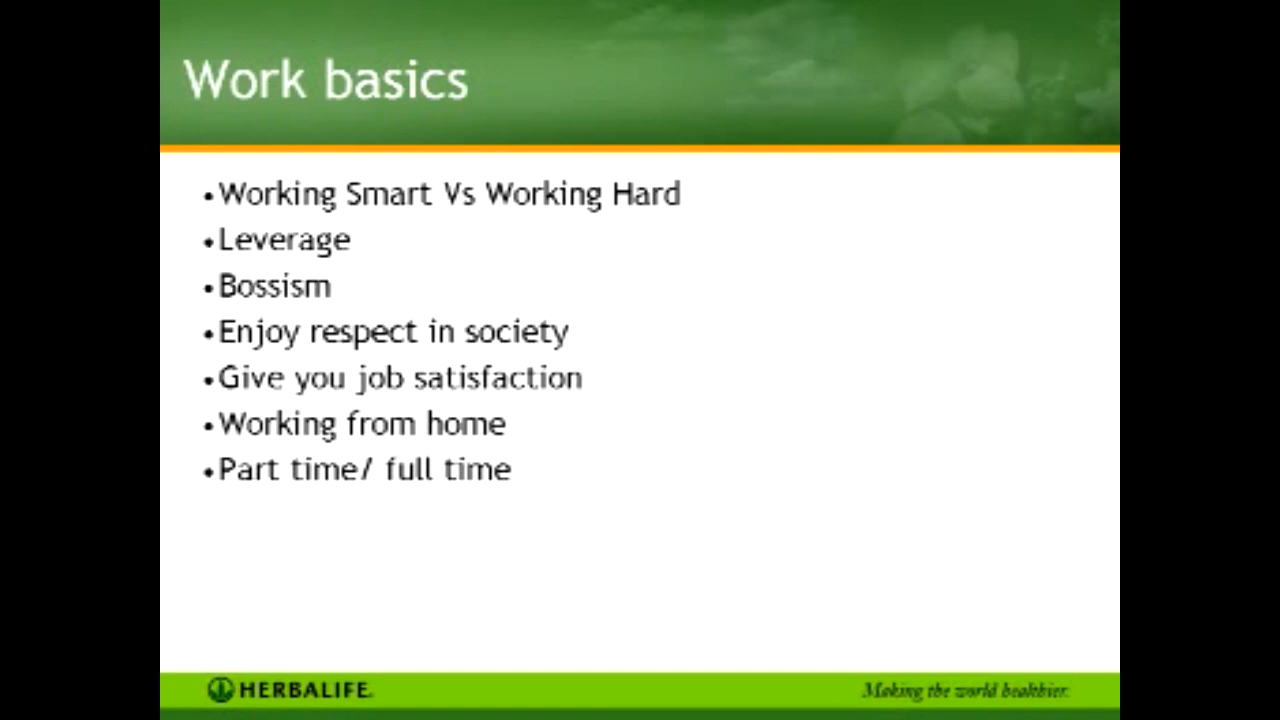 Work basics
•Working Smart Vs Working Hard
•Leverage
•Bossism
•Enjoy respect in society
•Give you job satisfaction
•Working from home
•Part time/ full time
HERBALIFE.
Making the world healthier.